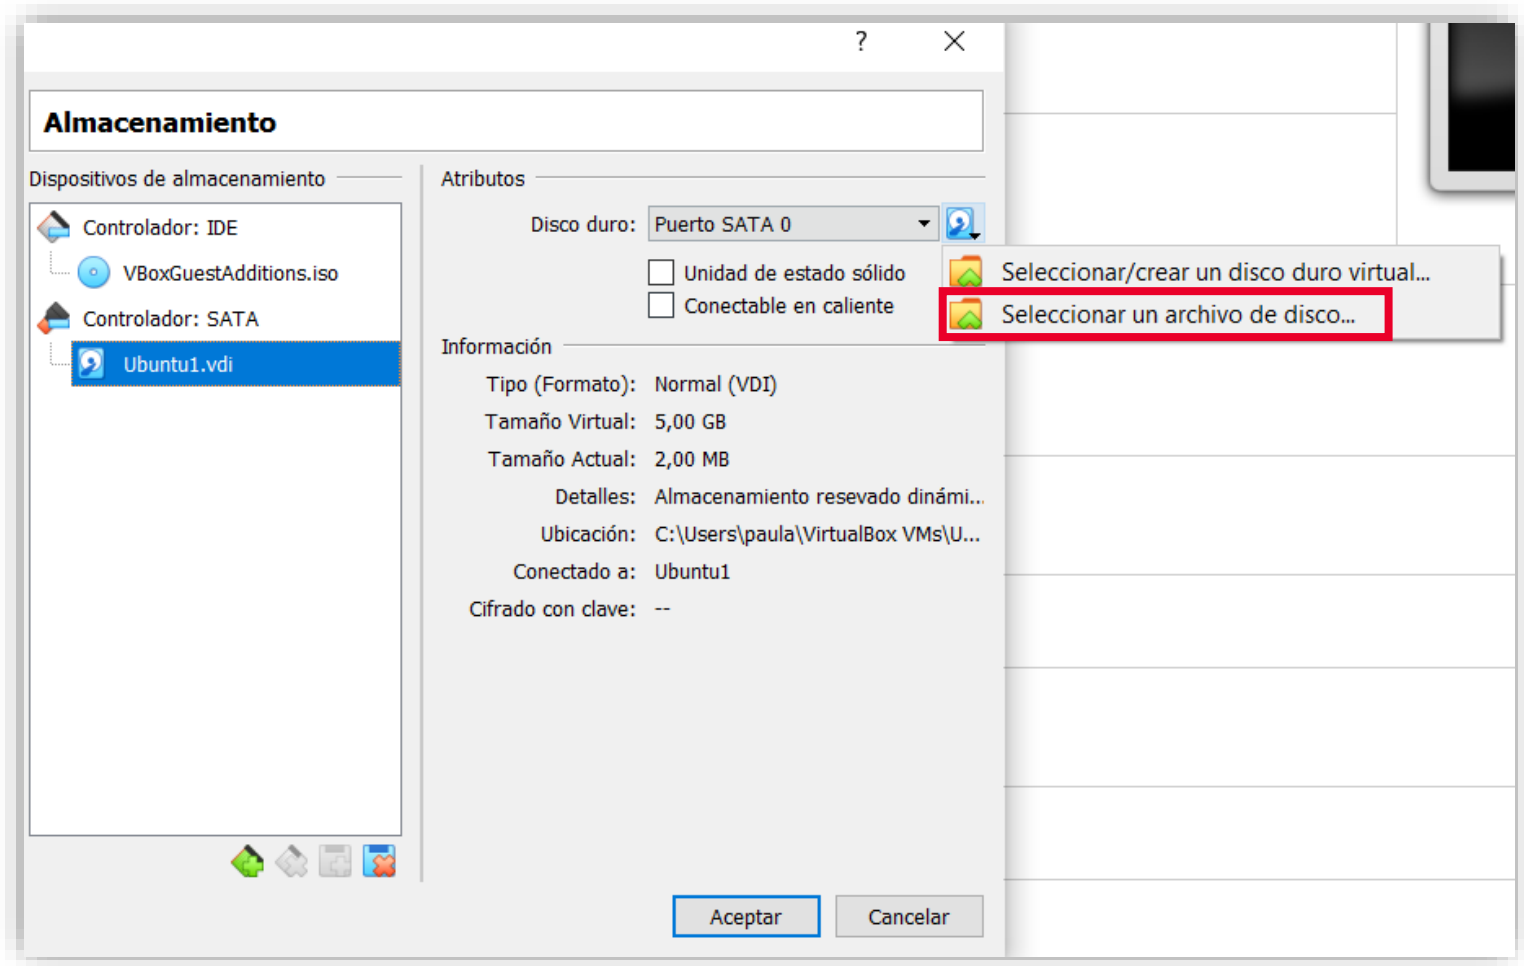 ?
Almacenamiento
Dispositivos de almacenamiento
Controlador: IDE
VBoxGuestAdditions.iso
Controlador: SATA
Ubuntu1.vdi
Atributos
Disco duro: Puerto SATA 0
Unidad de estado sólido
Conectable en caliente
Seleccionar/crear un disco duro virtual...
Seleccionar un archivo de disco...
Información
Tipo (Formato): Normal (VDI)
Tamaño Virtual: 5,00 GB
Tamaño Actual: 2,00 MB
Detalles: Almacenamiento resevado dinámi...
Ubicación: C:\Users\paula\VirtualBox VMs\U...
Conectado a: Ubuntu1
Cifrado con clave: --
Aceptar Cancelar